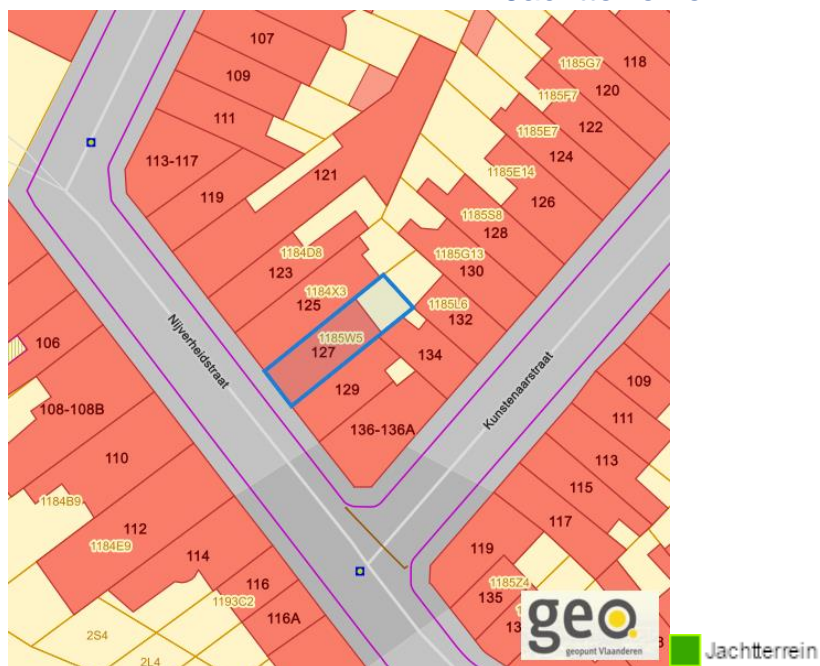 107
118
1185G7
109
120
1185F7
111
122
1185E7
124
113-117
1185E14
121
126
119
1185S8
128
1184D8
1185G13
123
130
1184X3
125
1185L6
132
Nijverheidstraat
1185W5
127
134
106
129
Kunstenaarstraat
109
108-108B
111
136-136A
110
113
115
1184B9
112
117
1184E9
114
119
116
1185Z4
1193C2
135
116A
2S4
geo
geopunt Vlaanderen
2L4
Jachtterrein